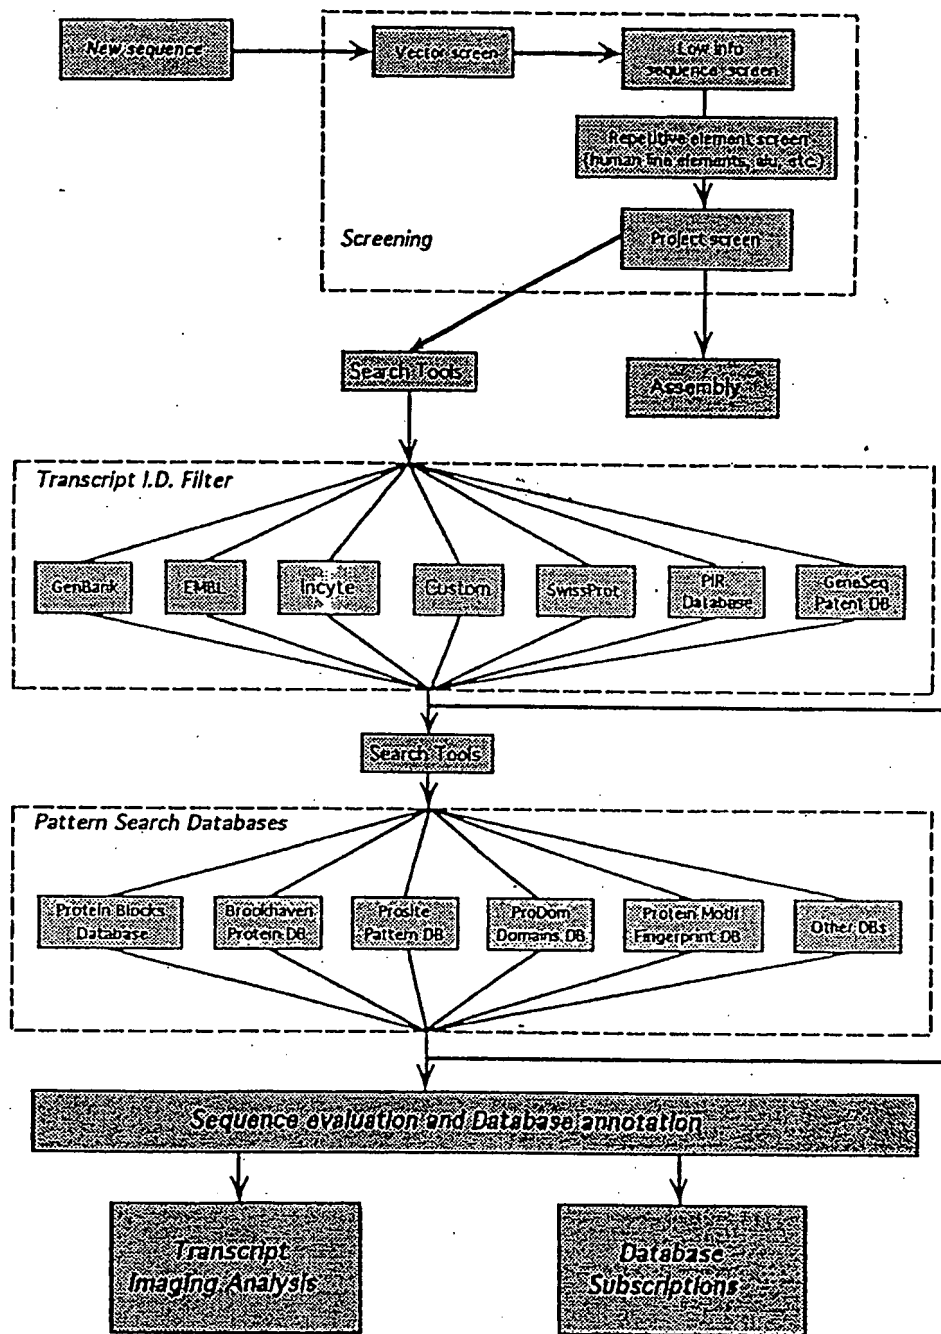 New sequence
Vector screen
Low info
sequence screen
Repetitive element screen
(human line elements, alu, etc.)
Project screen
Screening
Search Tools
Assembly
Transcript I.D. Filter
GenBank
EMBL
Incyte
Custom
SwissProt
PIR
Database
GeneSeq
Patent DB
Search Tools
Pattern Search Databases
Protein Blocks
Database
Brookhaven
Protein DB
Prosite
Pattern DB
ProDom
Domains DB
Protein Motif
Fingerprint DB
Other DBs
Sequence evaluation and Database annotation
Transcript
Imaging Analysis
Database
Subscriptions